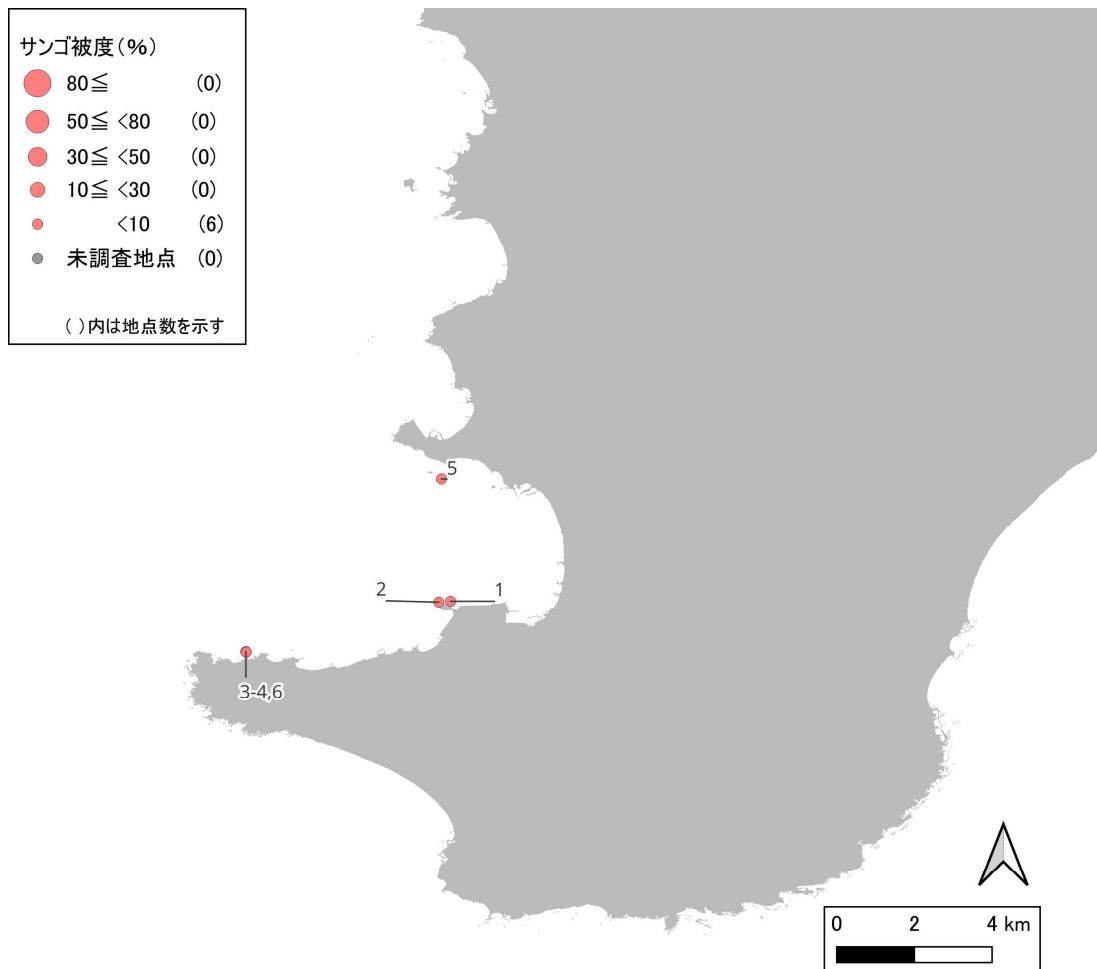 サンゴ被度(%)
80≦ (0)
50≦ <80 (0)
30≦ <50 (0)
10≦ <30 (0)
<10 (6)
未調査地点 (0)
( )内は地点数を示す
5
2
1
3-4,6
0 2 4 km